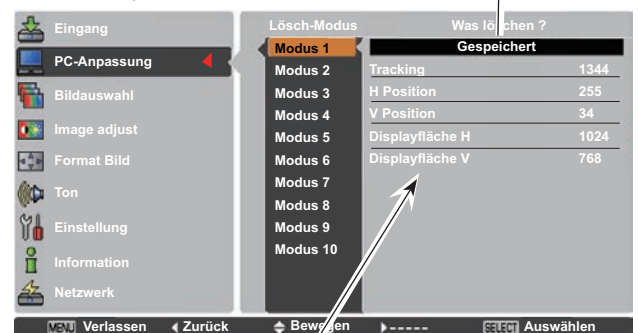 Lösch-Modus
Was löschen ?
Eingang
PC-Anpassung
Bildauswahl
Image adjust
Format Bild
Ton
Einstellung
Information
Netzwerk
Modus 1
Modus 2
Modus 3
Modus 4
Modus 5
Modus 6
Modus 7
Modus 8
Modus 9
Modus 10
Gespeichert
Tracking 1344
H Position 255
V Position 34
Displayfläche H 1024
Displayfläche V 768
MENU Verlassen Zurück Bewegen ----- SELECT Auswählen